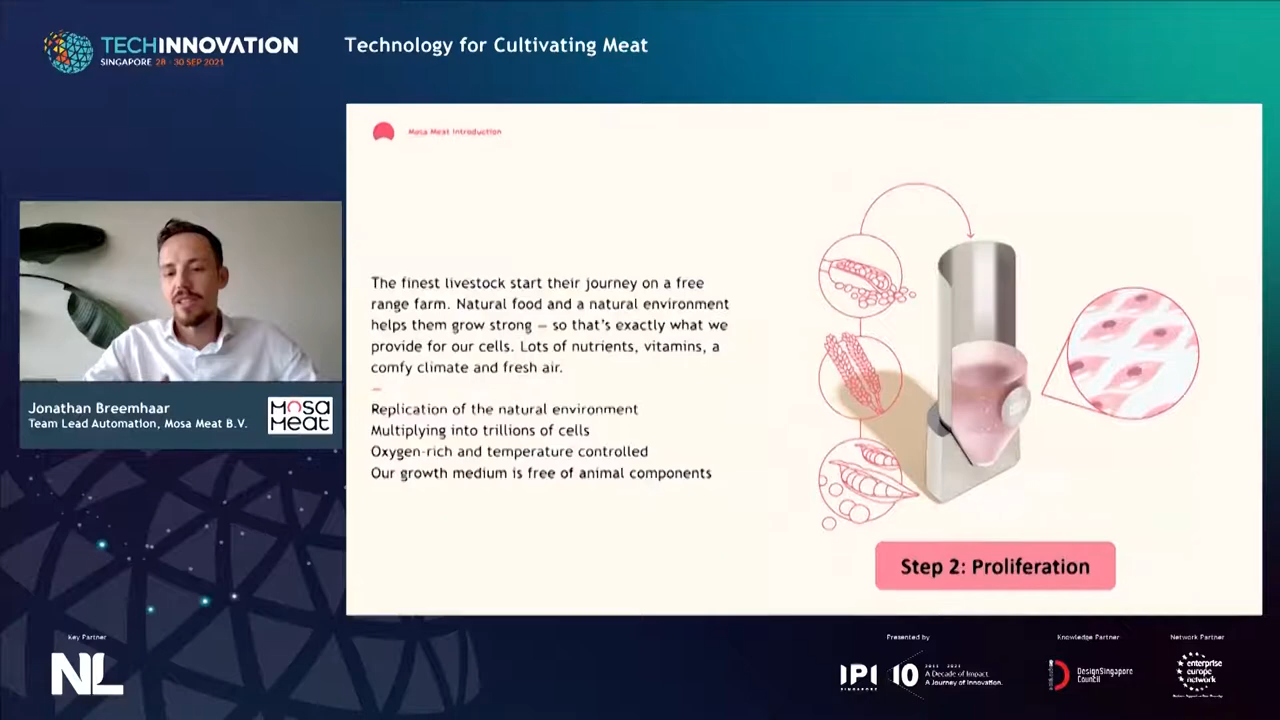 TECHINNOVATION
SINGAPORE 28 - 30 SEP 2021
Technology for Cultivating Meat
Mosa Meat Introduction
The finest livestock start their journey on a free
range farm. Natural food and a natural environment
helps them grow strong – so that's exactly what we
provide for our cells. Lots of nutrients, vitamins, a
comfy climate and fresh air.
–
Replication of the natural environment
Multiplying into trillions of cells
Oxygen-rich and temperature controlled
Our growth medium is free of animal components
Step 2: Proliferation
Jonathan Breemhaar
Team Lead Automation, Mosa Meat B.V.
MOSA
MeaT
Key Partner
NL
Presented by
IPI
SINGAPORE
10
A Decade of Impact.
A Journey of Innovation.
Knowledge Partner
DesignSingapore
Council
Network Partner
enterprise
europe
network